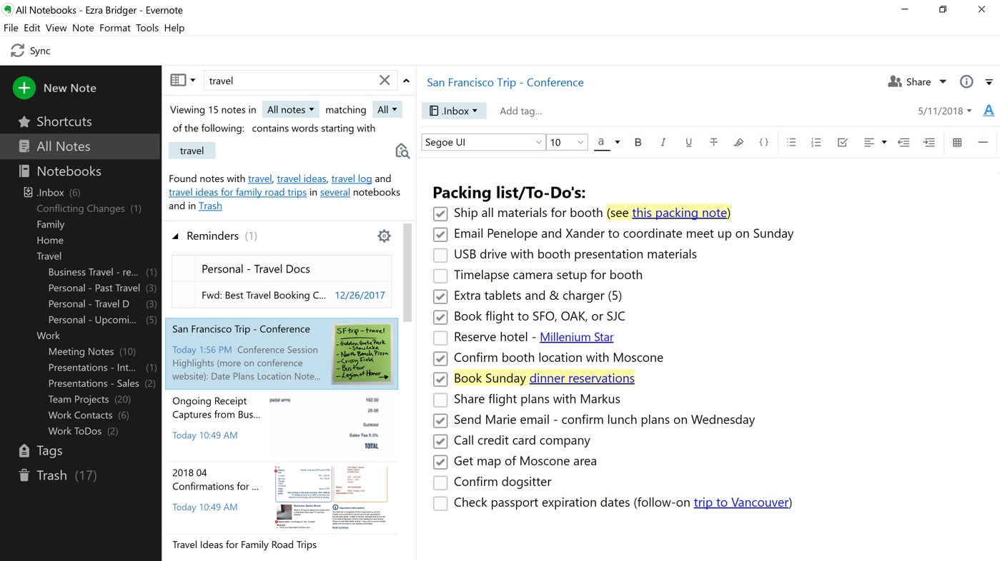 All Notebooks - Ezra Bridger - Evernote
File Edit View Note Format Tools Help
Sync
New Note
Shortcuts
All Notes
Notebooks
.Inbox (6)
Conflicting Changes (1)
Family
Home
Travel
Business Travel - re... (1)
Personal - Past Travel (3)
Personal - Travel D (3)
Personal - Upcomi... (5)
Work
Meeting Notes (10)
Presentations - Int... (1)
Presentations - Sales (2)
Team Projects (20)
Work Contacts (6)
Work ToDos (2)
Tags
Trash (17)
travel
Viewing 15 notes in All notes matching All
of the following: contains words starting with
travel
Found notes with travel, travel ideas, travel log and
travel ideas for family road trips in several notebooks
and in Trash
Reminders (1)
Personal - Travel Docs
Fwd: Best Travel Booking C... 12/26/2017
San Francisco Trip - Conference
Today 1:56 PM Conference Session
Highlights (more on conference
website): Date Plans Location Note...
SF trip - travel
- Golden Gate Park
- Stow Lake
- North Beach Pizza
- Crissy Field
- Bus tour
- Legion of Honor
Ongoing Receipt
Captures from Bus...
Today 10:49 AM
pedal arms 182.00
25.00
Subtotal
Sales Tax 5.0%
TOTAL
2018 04
Confirmations for ...
Today 10:49 AM
Business Queen Room
Important information
Travel Ideas for Family Road Trips
San Francisco Trip - Conference
Share
.Inbox Add tag...
5/11/2018 A
Segoe UI 10 a B I U T { }
Packing list/To-Do's:
Ship all materials for booth (see this packing note)
Email Penelope and Xander to coordinate meet up on Sunday
USB drive with booth presentation materials
Timelapse camera setup for booth
Extra tablets and & charger (5)
Book flight to SFO, OAK, or SJC
Reserve hotel - Millenium Star
Confirm booth location with Moscone
Book Sunday dinner reservations
Share flight plans with Markus
Send Marie email - confirm lunch plans on Wednesday
Call credit card company
Get map of Moscone area
Confirm dogsitter
Check passport expiration dates (follow-on trip to Vancouver)